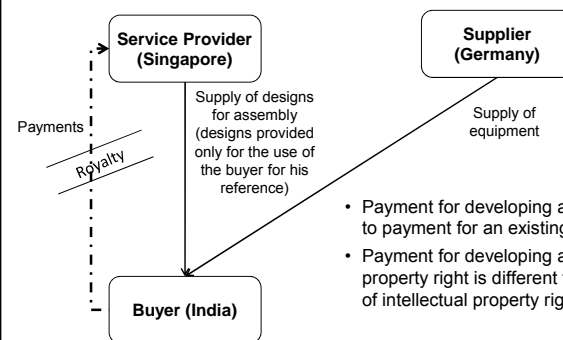 Service Provider
(Singapore)
Supplier
(Germany)
Payments
Royalty
Supply of designs
for assembly
(designs provided
only for the use of
the buyer for his
reference)
Supply of
equipment
• Payment for developing a
to payment for an existing
• Payment for developing a
property right is different
of intellectual property
Buyer (India)